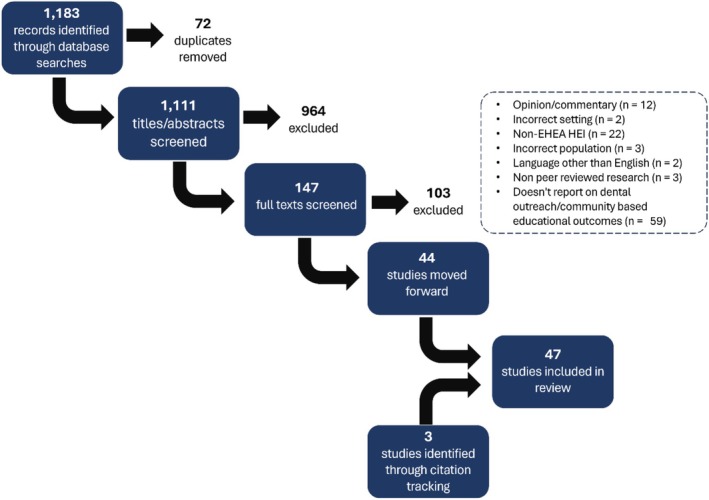 1,183
records identified
through database
searches
72
duplicates
removed
1,111
titles/abstracts
screened
964
excluded
147
full texts screened
103
excluded
• Opinion/commentary (n = 12)
• Incorrect setting (n = 2)
• Non-EHEA HEI (n = 22)
• Incorrect population (n = 3)
• Language other than English (n = 2)
• Non peer reviewed research (n = 3)
• Doesn't report on dental
outreach/community based
educational outcomes (n = 59)
44
studies moved
forward
47
studies included in
review
3
studies identified
through citation
tracking